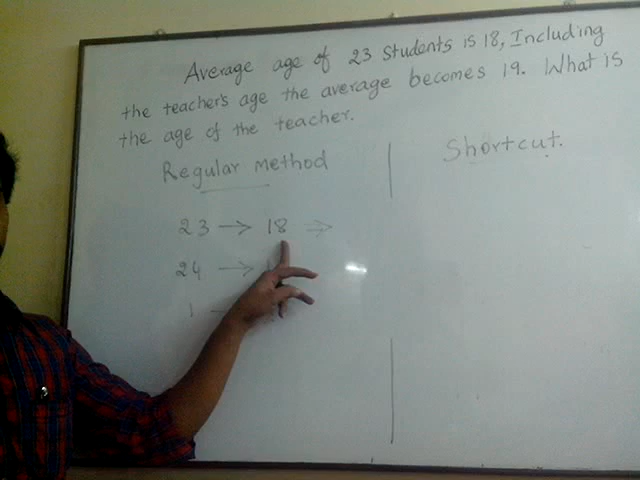 Average age of 23 students is 18, Including
the teacher's age the average becomes 19. What is
the age of the teacher.
Regular method
Shortcut.
23 → 18 ⇒
24 →
1